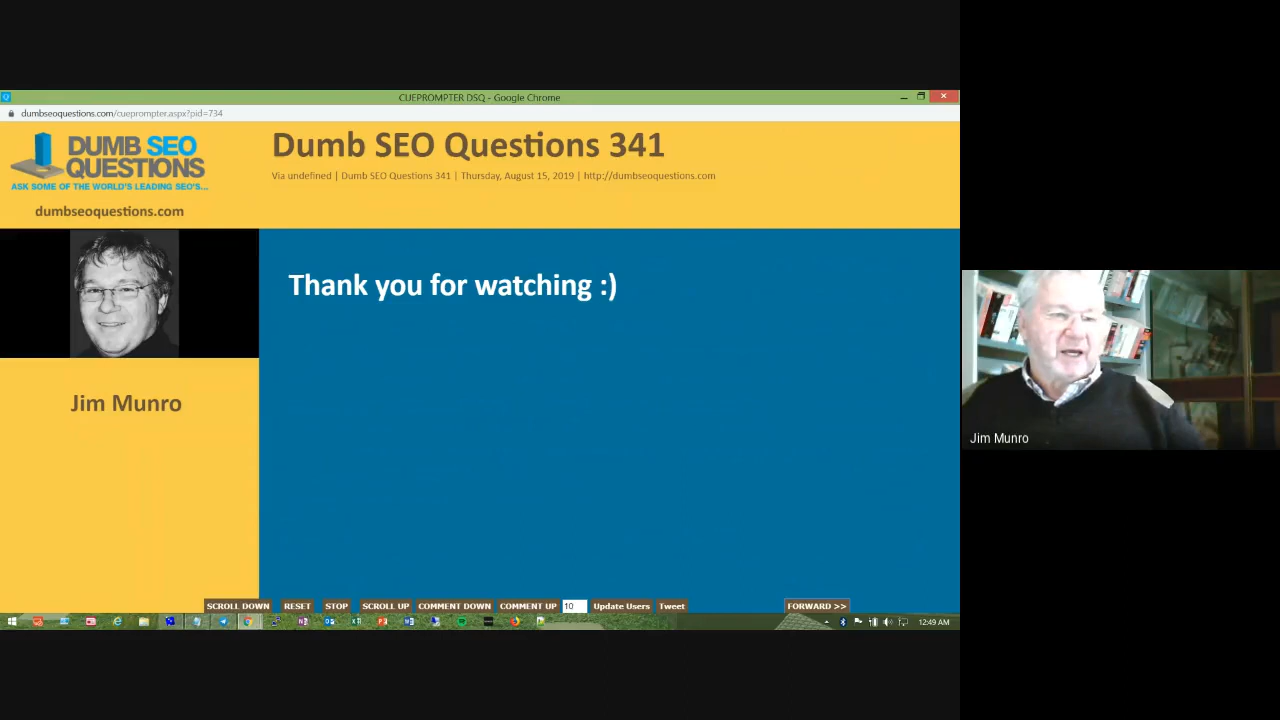 CUEPROMPTER DSQ - Google Chrome
dumbseoquestions.com/cueprompter.aspx?pid=734
DUMB SEO
QUESTIONS
ASK SOME OF THE WORLD'S LEADING SEO'S...
dumbseoquestions.com
Dumb SEO Questions 341
Via undefined | Dumb SEO Questions 341 | Thursday, August 15, 2019 | http://dumbseoquestions.com
Thank you for watching :)
Jim Munro
Jim Munro
SCROLL DOWN RESET STOP SCROLL UP COMMENT DOWN COMMENT UP 10 Update Users Tweet FORWARD >>
12:49 AM